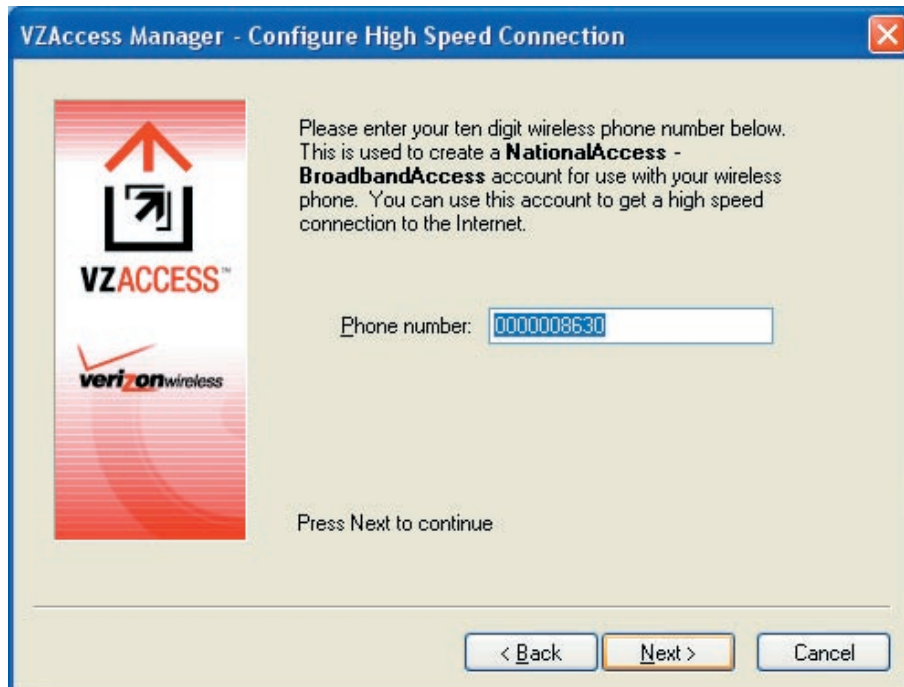 VZAccess Manager - Configure High Speed Connection
Please enter your ten digit wireless phone number below.
This is used to create a NationalAccess -
BroadbandAccess account for use with your wireless
phone. You can use this account to get a high speed
connection to the Internet.
VZACCESS™
Phone number: 0000008630
verizonwireless
Press Next to continue
< Back
Next >
Cancel